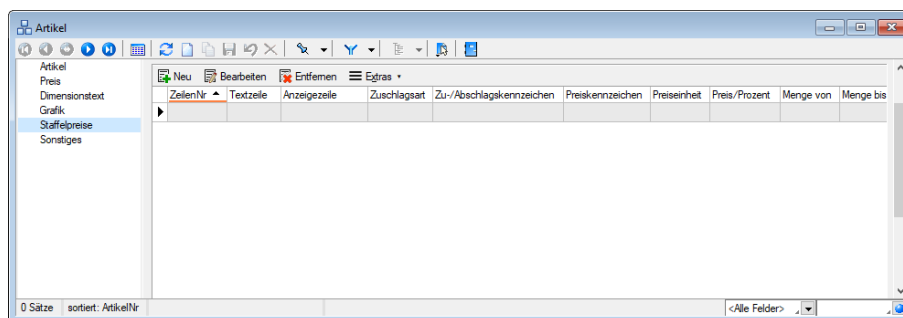 Artikel
Artikel
Preis
Dimensionstext
Grafik
Staffelpreise
Sonstiges
Neu Bearbeiten Entfernen Extras
ZeilenNr Textzeile Anzeigezeile Zuschlagsart Zu-/Abschlagskennzeichen Preiskennzeichen Preiseinheit Preis/Prozent Menge von Menge bis
0 Sätze sortiert: ArtikelNr <Alle Felder>